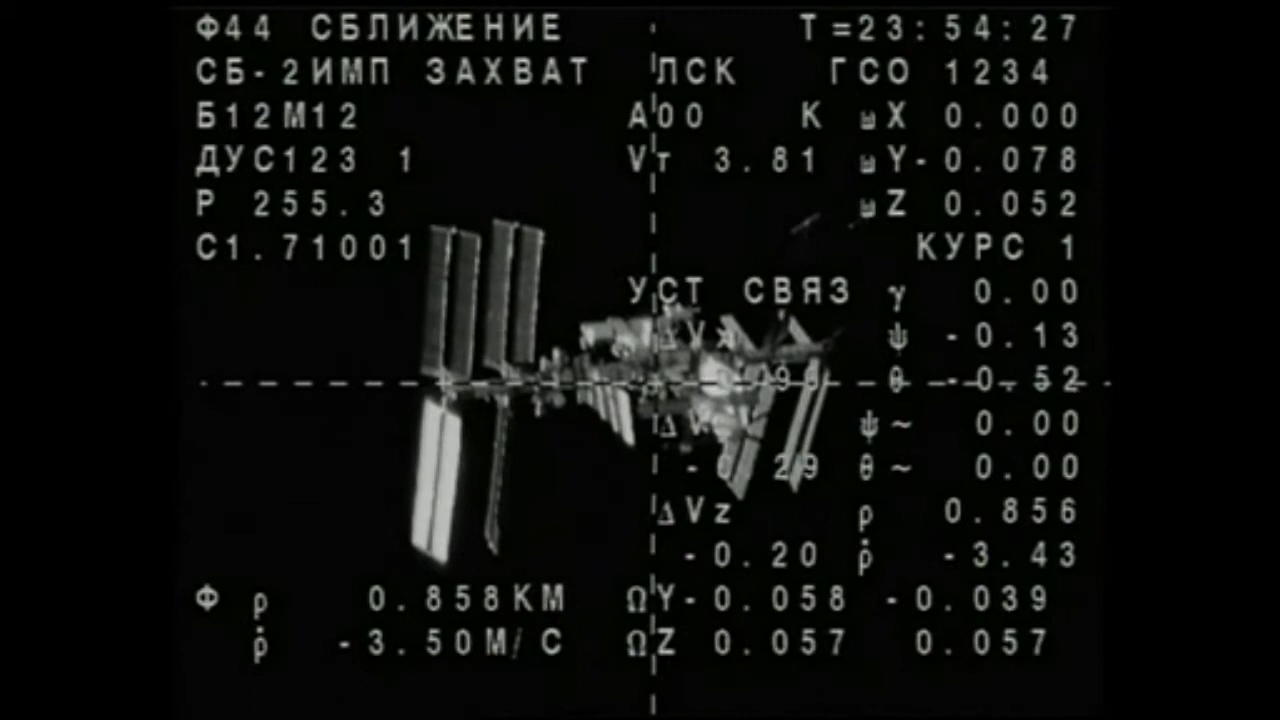 Ф44 СБЛИЖЕНИЕ T=23:54:27
СБ-2ИМП ЗАХВАТ ЛСК ГСО 1234
Б12М12 А00 К ωX 0.000
ДУС123 1 Vт 3.81 ωY-0.078
Р 255.3 ωZ 0.052
С1.71001 КУРС 1
УСТ СВЯЗ γ 0.00
ψ -0.13
θ -0.52
ψ~ 0.00
θ~ 0.00
ΔVz ρ 0.856
-0.20 ρ̇ -3.43
Ф ρ 0.858КМ ΩY-0.058 -0.039
ρ̇ -3.50М/С ΩZ 0.057 0.057